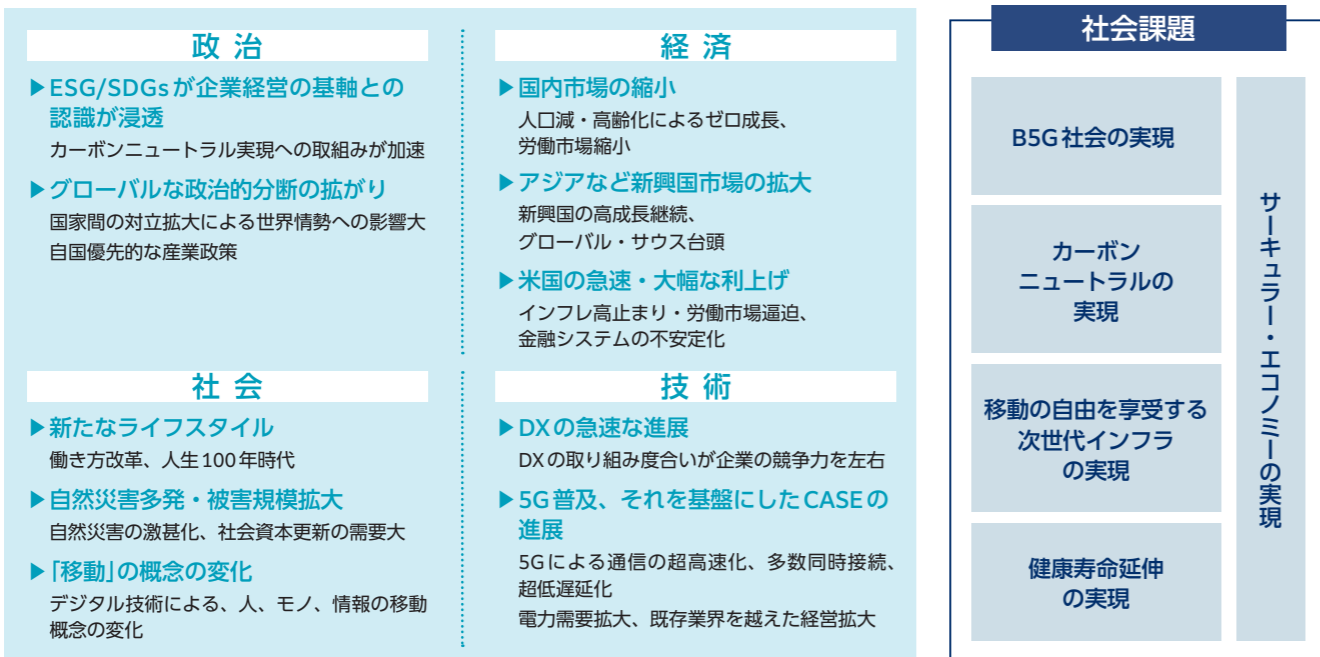 政治
▶ESG/SDGsが企業経営の基軸との
認識が浸透
カーボンニュートラル実現への取組みが加速
▶グローバルな政治的分断の拡がり
国家間の対立拡大による世界情勢への影響大
自国優先的な産業政策
経済
▶国内市場の縮小
人口減・高齢化によるゼロ成長、
労働市場縮小
▶アジアなど新興国市場の拡大
新興国の高成長継続、
グローバル・サウス台頭
▶米国の急速・大幅な利上げ
インフレ高止まり・労働市場逼迫、
金融システムの不安定化
社会
▶新たなライフスタイル
働き方改革、人生100年時代
▶自然災害多発・被害規模拡大
自然災害の激甚化、社会資本更新の需要大
▶「移動」の概念の変化
デジタル技術による、人、モノ、情報の移動
概念の変化
技術
▶DXの急速な進展
DXの取り組み度合いが企業の競争力を左右
▶5G普及、それを基盤にしたCASEの
進展
5Gによる通信の超高速化、多数同時接続、
超低遅延化
電力需要拡大、既存業界を越えた経営拡大
社会課題
B5G社会の実現
カーボン
ニュートラルの
実現
移動の自由を享受する
次世代インフラ
の実現
健康寿命延伸
の実現
サーキュラー・エコノミーの実現